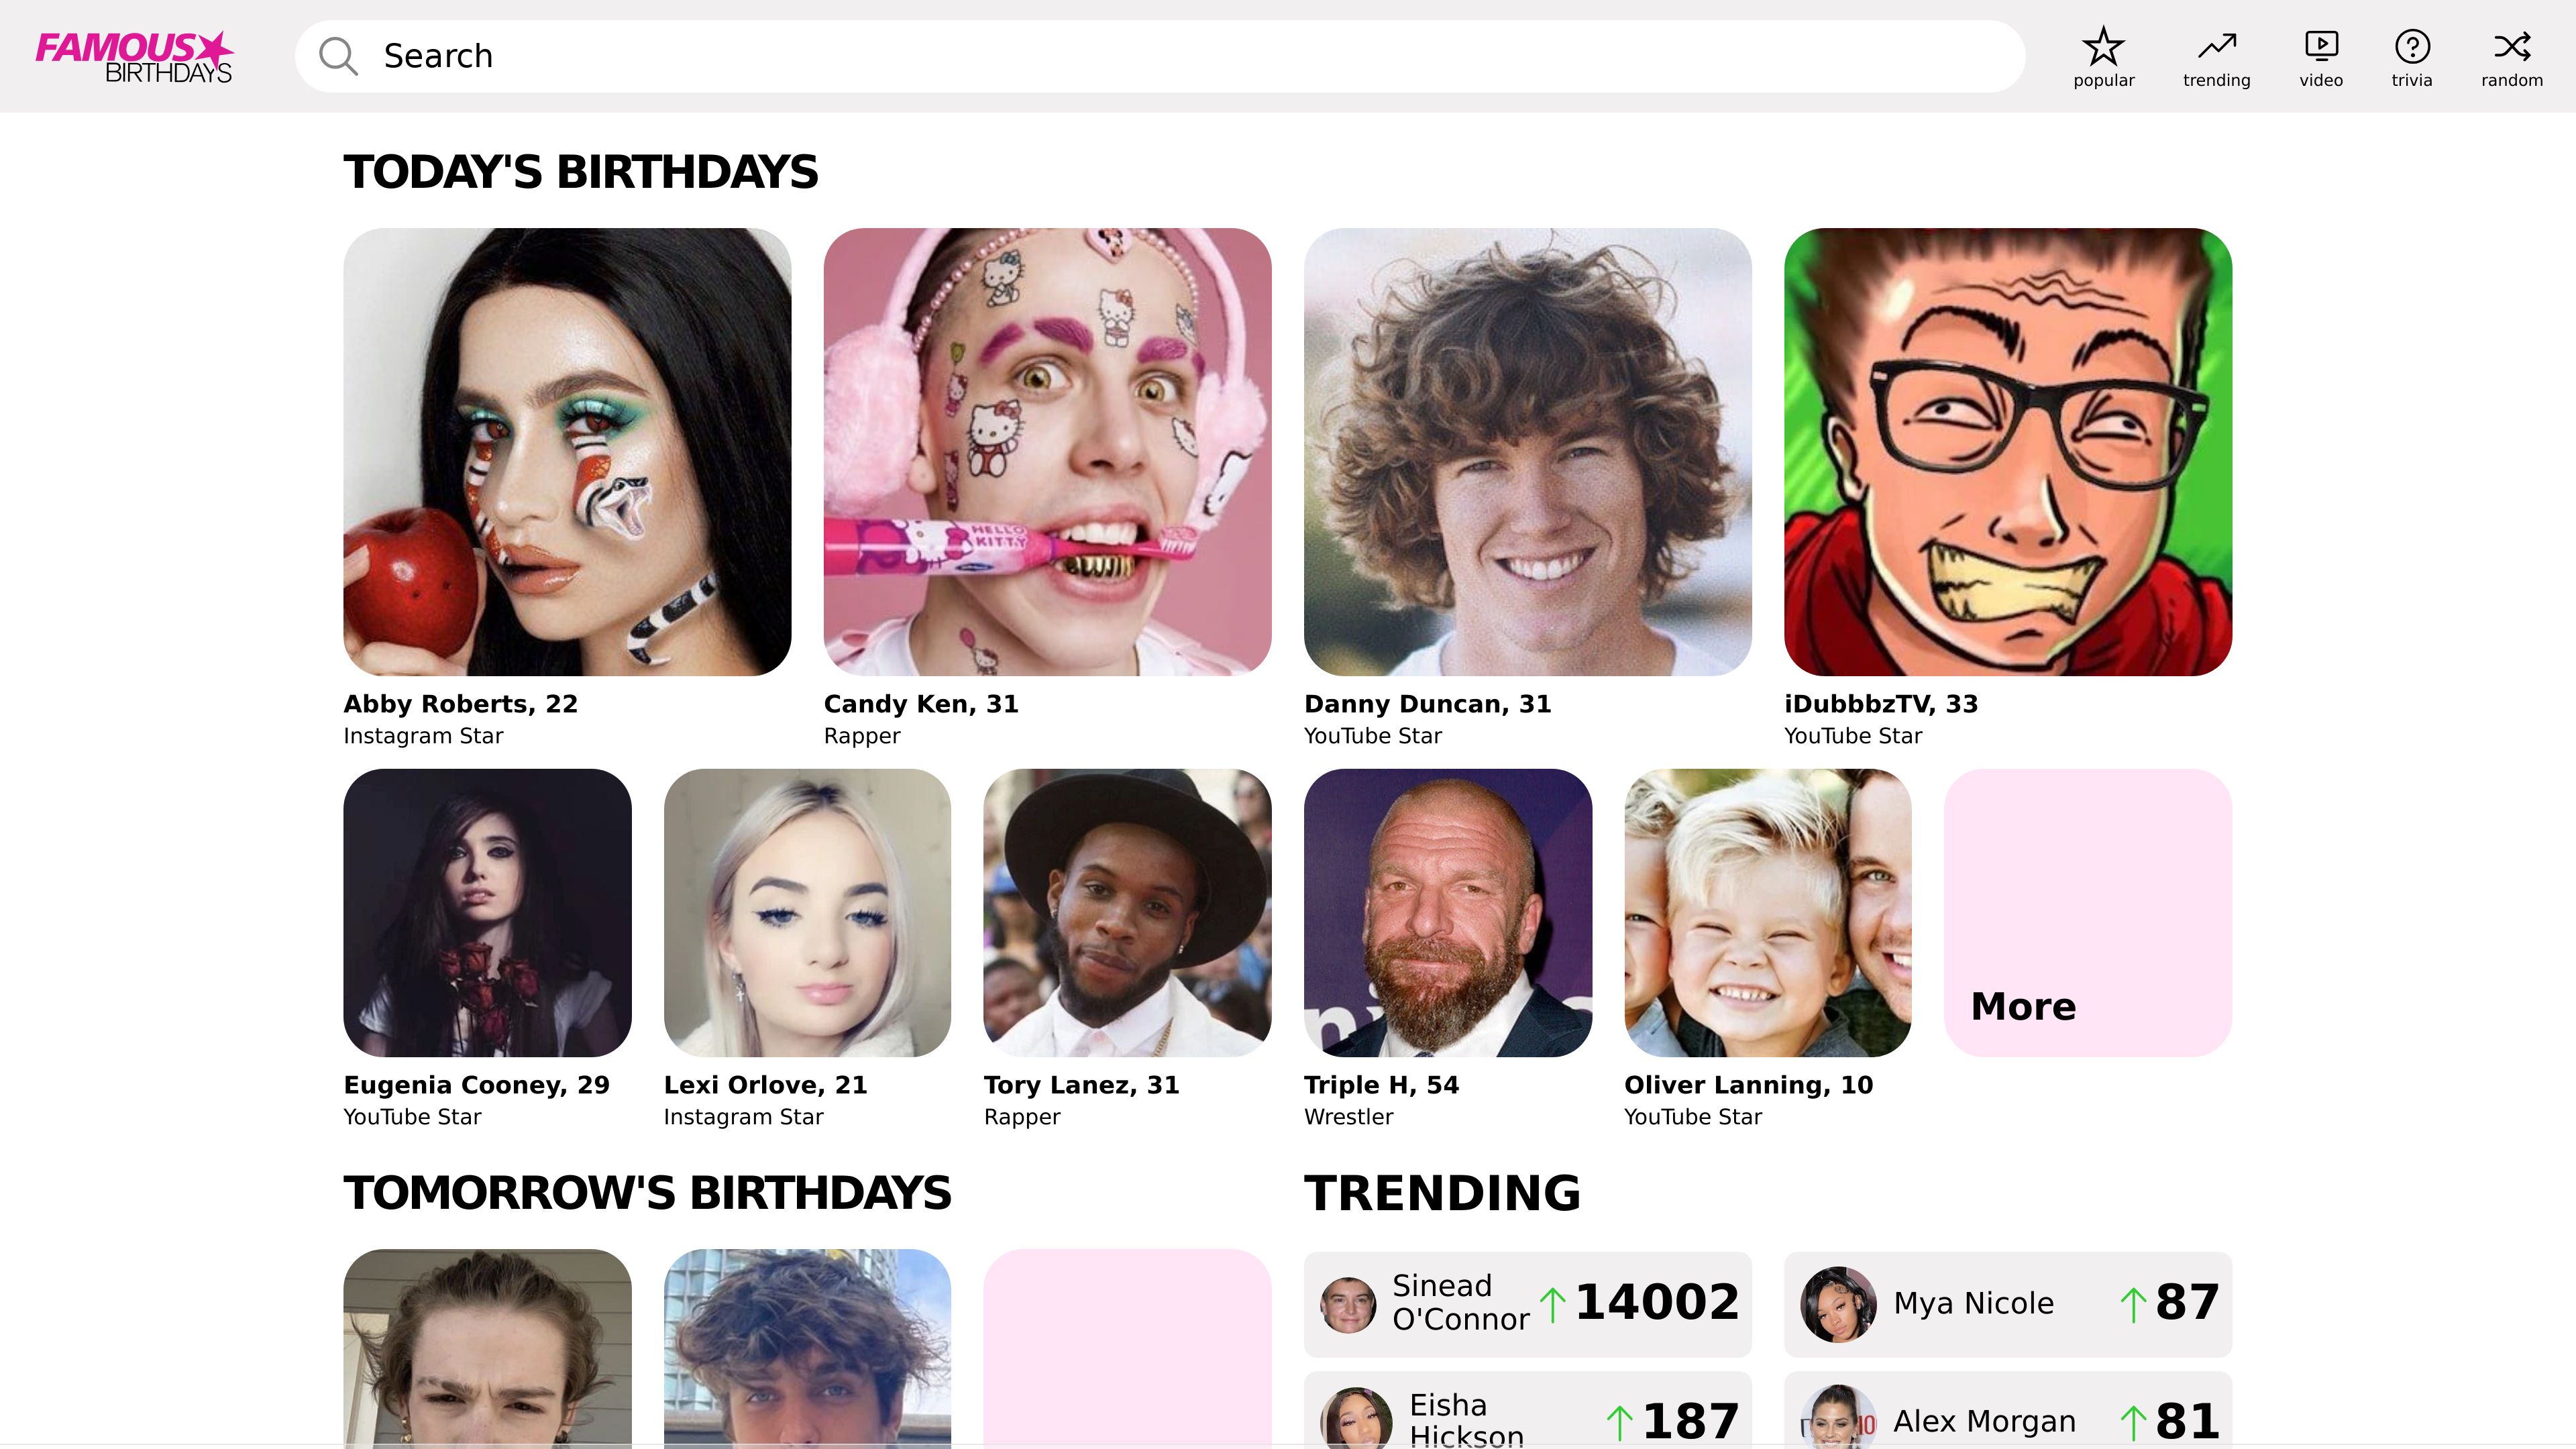 FAMOUS
BIRTHDAYS
Search
popular
trending
video
trivia
random
TODAY'S BIRTHDAYS
HELLO
KITTY
Abby Roberts, 22
Instagram Star
Candy Ken, 31
Rapper
Danny Duncan, 31
YouTube Star
iDubbbzTV, 33
YouTube Star
Eugenia Cooney, 29
YouTube Star
Lexi Orlove, 21
Instagram Star
Tory Lanez, 31
Rapper
Triple H, 54
Wrestler
Oliver Lanning, 10
YouTube Star
More
TOMORROW'S BIRTHDAYS
TRENDING
Sinead
O'Connor
14002
Mya Nicole
87
Eisha
Hickson
187
Alex Morgan
81